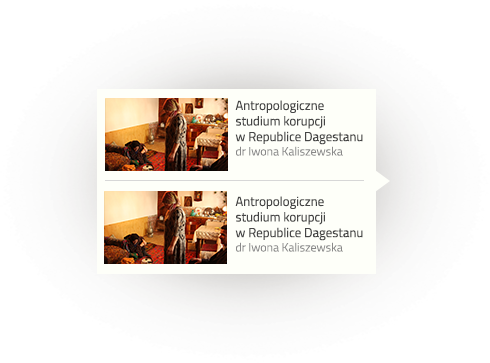 Antropologiczne
studium korupcji
w Republice Dagestanu
dr Iwona Kaliszewska
Antropologiczne
studium korupcji
w Republice Dagestanu
dr Iwona Kaliszewska